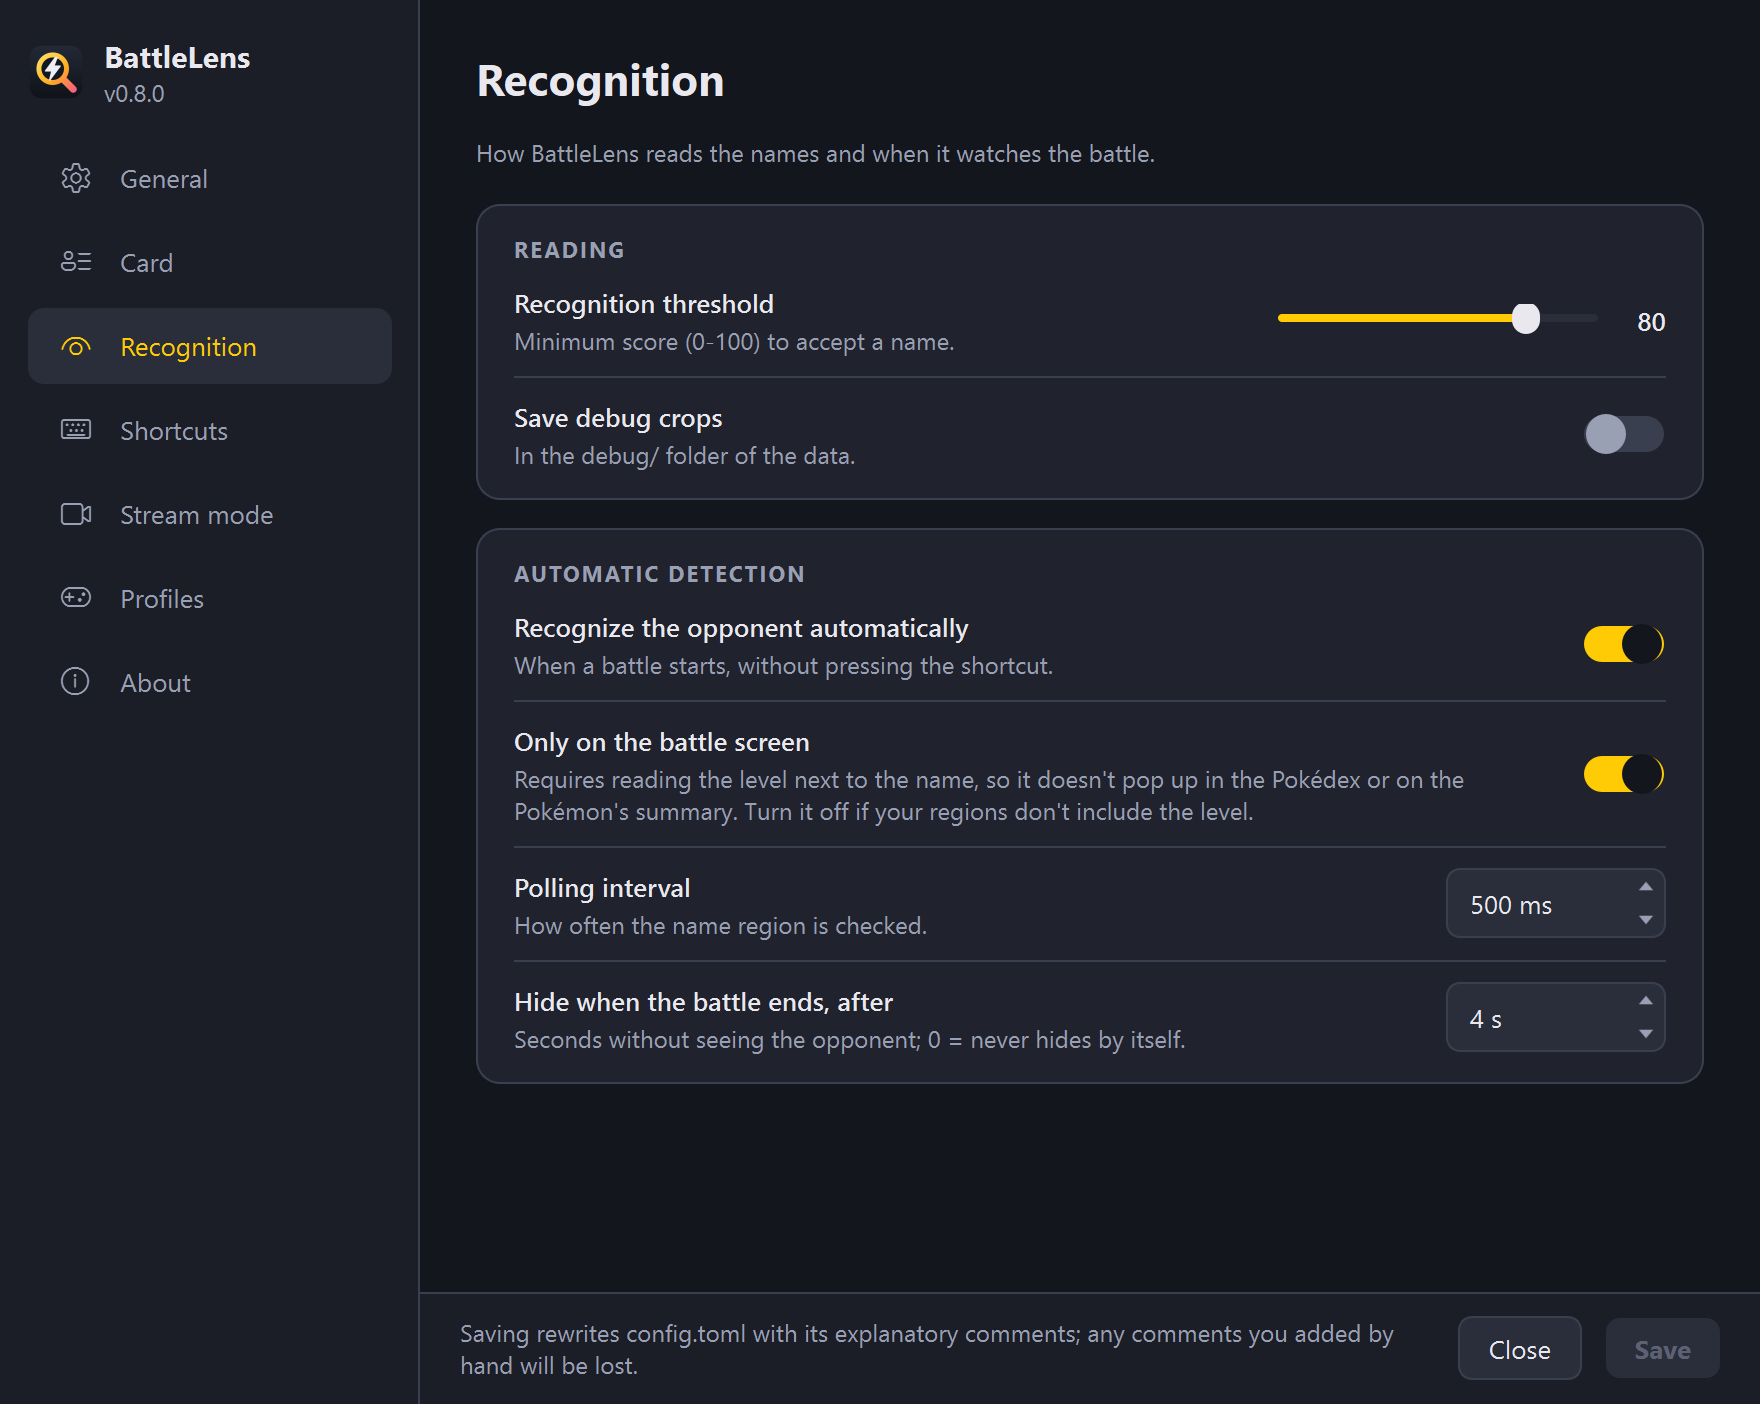 BattleLens
v0.8.0
General
Card
Recognition
Shortcuts
Stream mode
Profiles
About
Recognition
How BattleLens reads the names and when it watches the battle.
READING
Recognition threshold
Minimum score (0-100) to accept a name.
80
Save debug crops
In the debug/ folder of the data.
AUTOMATIC DETECTION
Recognize the opponent automatically
When a battle starts, without pressing the shortcut.
Only on the battle screen
Requires reading the level next to the name, so it doesn't pop up in the Pokédex or on the
Pokémon's summary. Turn it off if your regions don't include the level.
Polling interval
How often the name region is checked.
500 ms
Hide when the battle ends, after
Seconds without seeing the opponent; 0 = never hides by itself.
4 s
Saving rewrites config.toml with its explanatory comments; any comments you added by
hand will be lost.
Close
Save